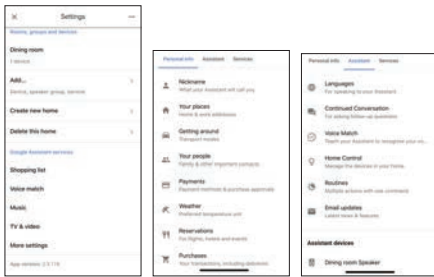 Settings
Rooms, groups and devices
Dining room
1 device
Add...
Device, speaker group, service
Create new home
Delete this home
Google Assistant services
Shopping list
Voice match
Music
TV & video
More settings
Personal info Assistant Services
Nickname
What your Assistant will call you
Your places
Home & work addresses
Getting around
Transport modes
Your people
Family & other important contacts
Payments
Payment methods & purchase approvals
Weather
Preferred temperature unit
Reservations
For flights, hotels and events
Purchases
Your transactions, including deliveries
Personal info Assistant Services
Languages
For speaking to your Assistant
Continued Conversation
For asking follow-up questions
Voice Match
Teach your Assistant to recognise your vo...
Home Control
Manage the devices in your home
Routines
Multiple actions with one command
Email updates
Latest news & features
Assistant devices
Dining room Speaker